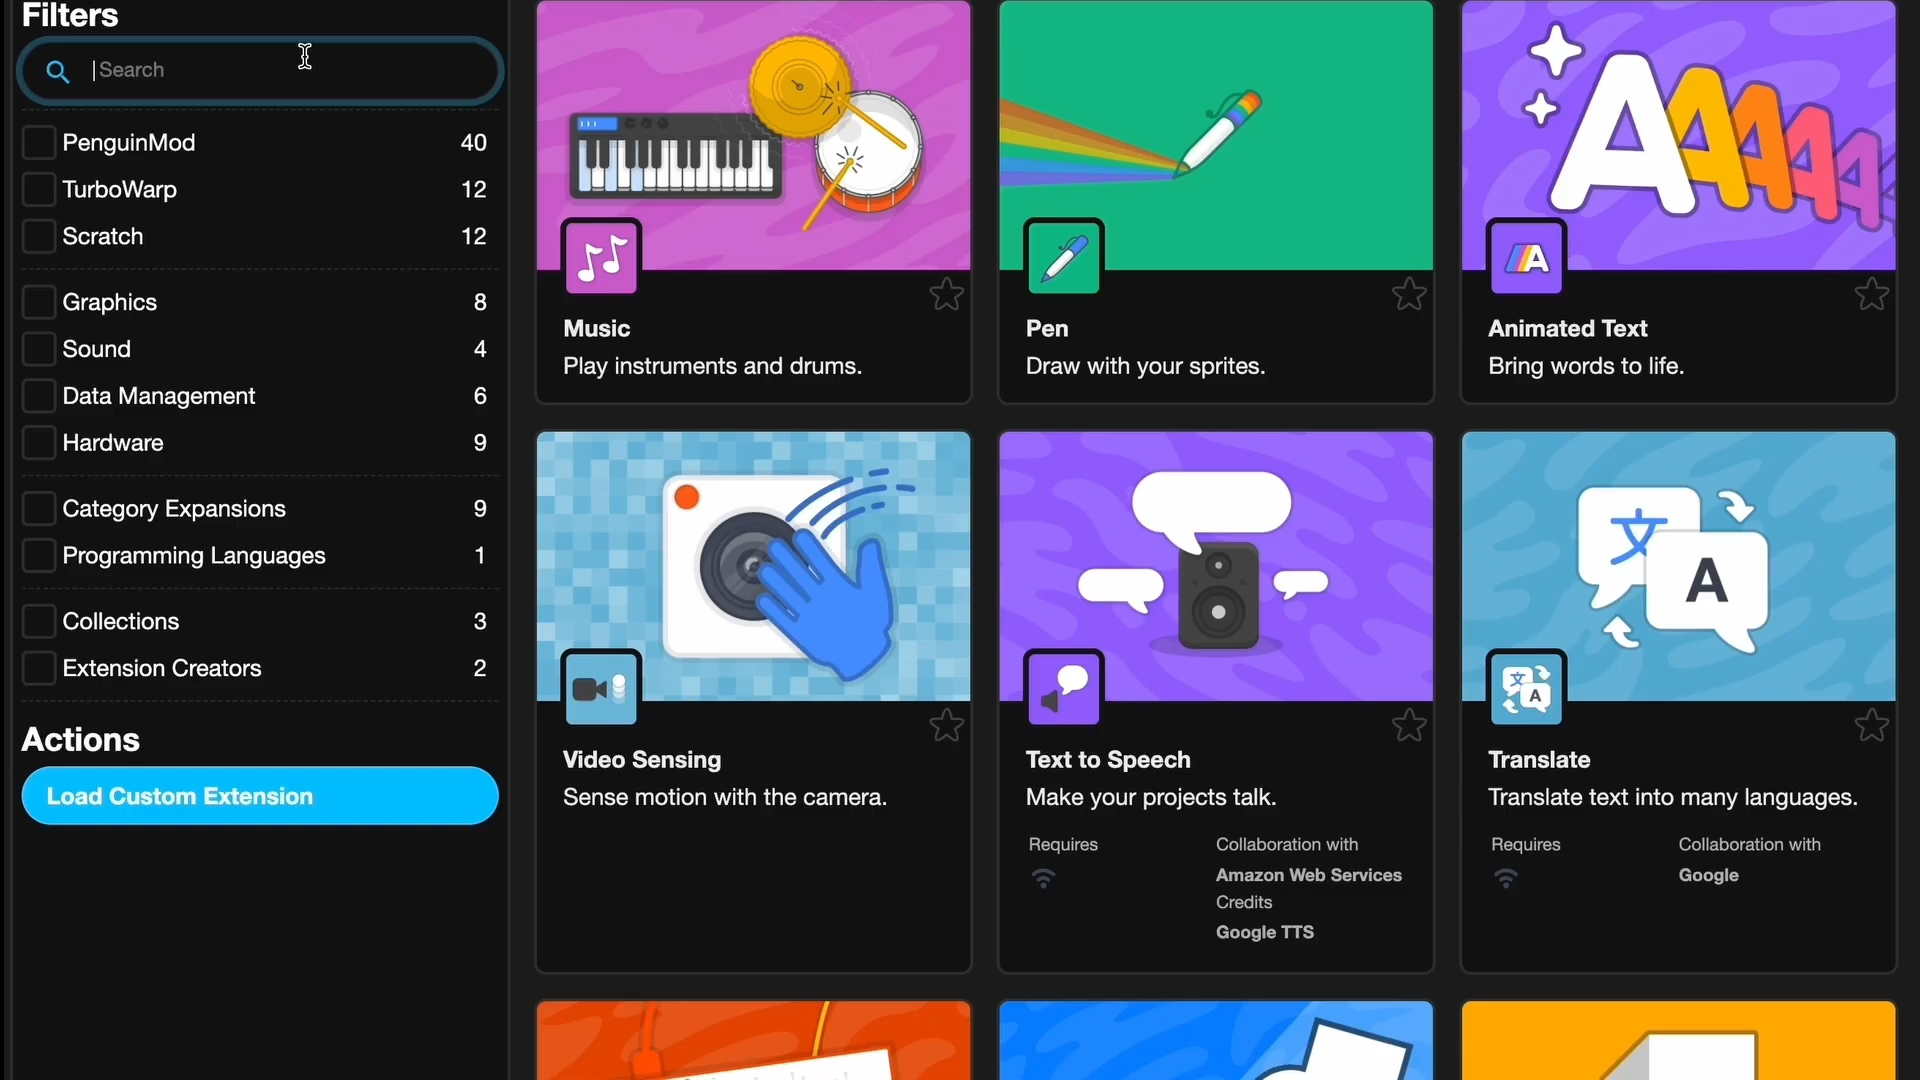 Filters
Search
PenguinMod 40
TurboWarp 12
Scratch 12
Graphics 8
Sound 4
Data Management 6
Hardware 9
Category Expansions 9
Programming Languages 1
Collections 3
Extension Creators 2
Actions
Load Custom Extension
Music
Play instruments and drums.
Pen
Draw with your sprites.
A A A A A
A
Animated Text
Bring words to life.
Video Sensing
Sense motion with the camera.
Text to Speech
Make your projects talk.
Requires
Collaboration with
Amazon Web Services
Credits
Google TTS
文 A
文 A
Translate
Translate text into many languages.
Requires
Collaboration with
Google